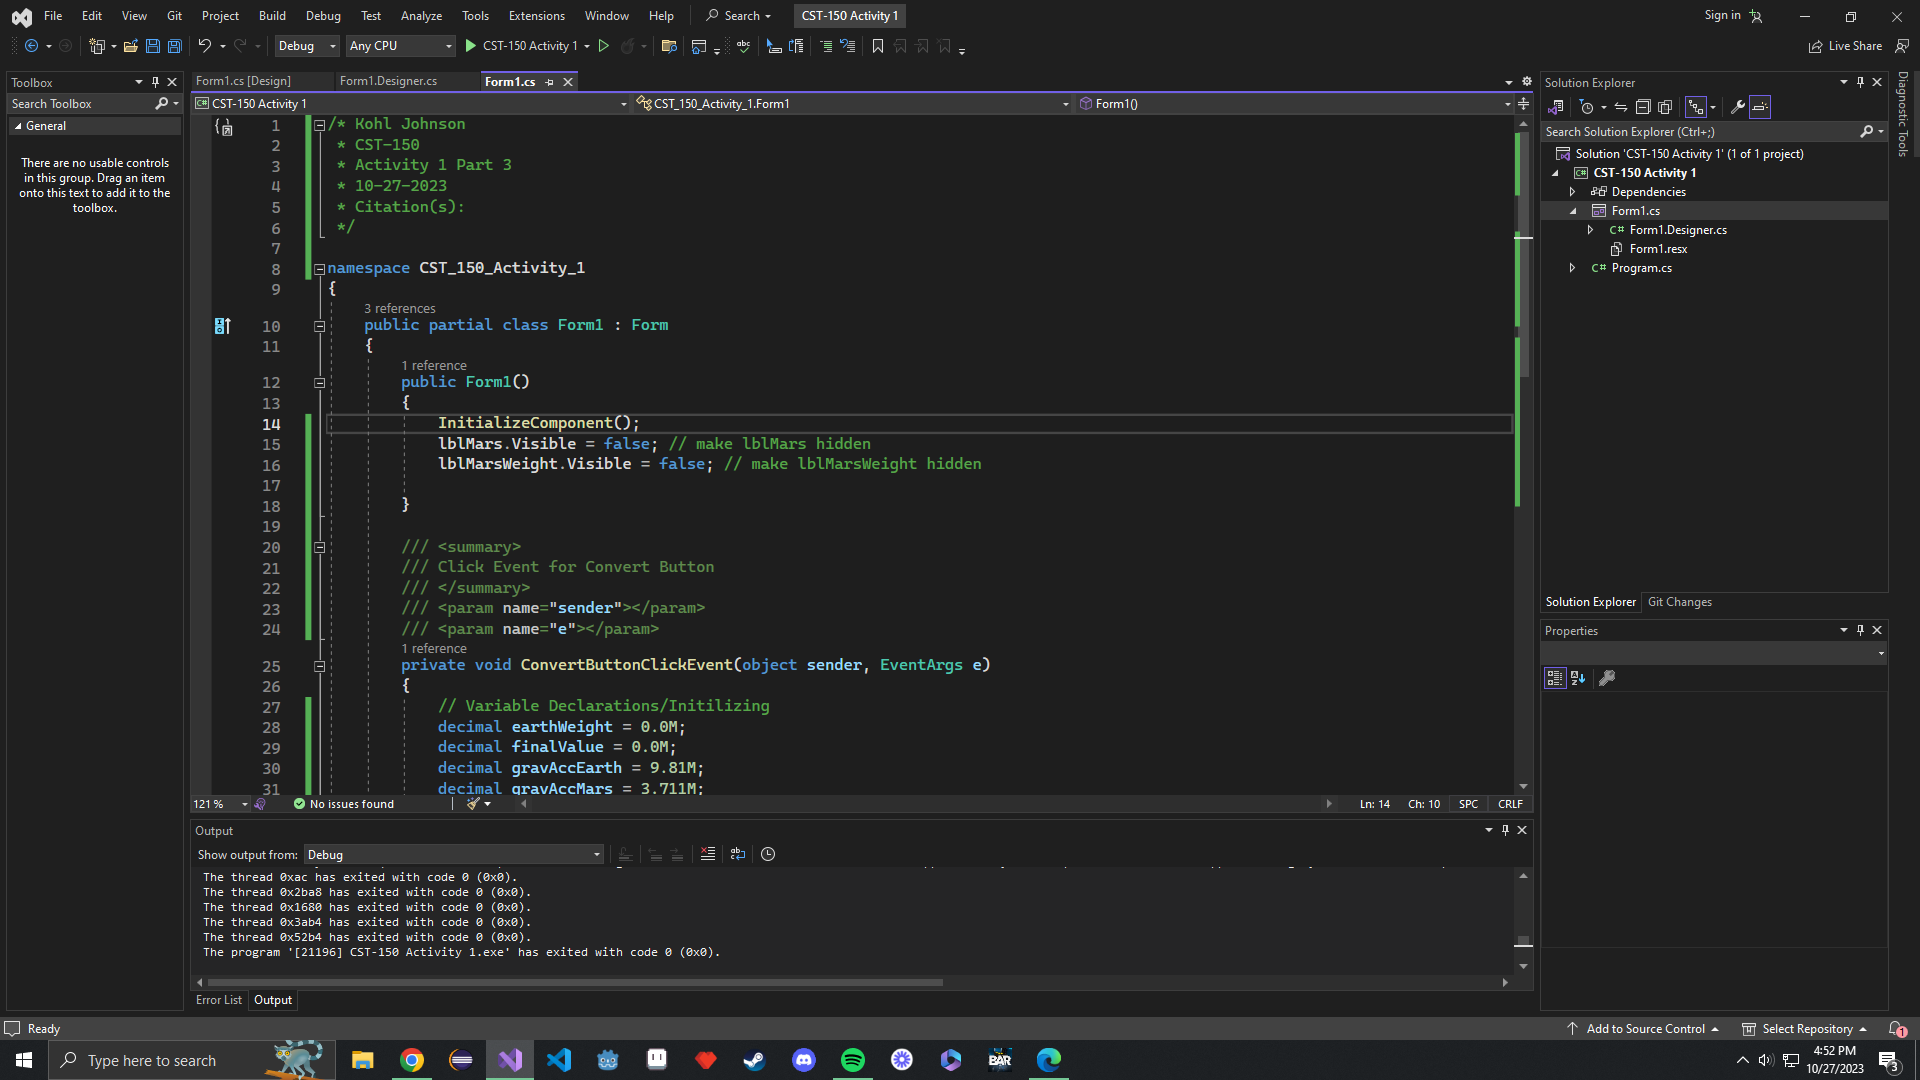 File Edit View Git Project Build Debug Test Analyze Tools Extensions Window Help Search CST-150 Activity 1 Sign in
Debug Any CPU CST-150 Activity 1 Live Share
Toolbox
Search Toolbox
General
There are no usable controls
in this group. Drag an item
onto this text to add it to the
toolbox.
Form1.cs [Design] Form1.Designer.cs Form1.cs
CST-150 Activity 1 CST_150_Activity_1.Form1 Form1()
1 /* Kohl Johnson
2 * CST-150
3 * Activity 1 Part 3
4 * 10-27-2023
5 * Citation(s):
6 */
7
8 namespace CST_150_Activity_1
9 {
3 references
10 public partial class Form1 : Form
11 {
1 reference
12 public Form1()
13 {
14 InitializeComponent();
15 lblMars.Visible = false; // make lblMars hidden
16 lblMarsWeight.Visible = false; // make lblMarsWeight hidden
17
18 }
19
20 /// <summary>
21 /// Click Event for Convert Button
22 /// </summary>
23 /// <param name="sender"></param>
24 /// <param name="e"></param>
1 reference
25 private void ConvertButtonClickEvent(object sender, EventArgs e)
26 {
27 // Variable Declarations/Initilizing
28 decimal earthWeight = 0.0M;
29 decimal finalValue = 0.0M;
30 decimal gravAccEarth = 9.81M;
31 decimal gravAccMars = 3.711M;
121 % No issues found Ln: 14 Ch: 10 SPC CRLF
Output
Show output from: Debug
The thread 0xac has exited with code 0 (0x0).
The thread 0x2ba8 has exited with code 0 (0x0).
The thread 0x1680 has exited with code 0 (0x0).
The thread 0x3ab4 has exited with code 0 (0x0).
The thread 0x52b4 has exited with code 0 (0x0).
The program '[21196] CST-150 Activity 1.exe' has exited with code 0 (0x0).
Error List Output
Solution Explorer
Search Solution Explorer (Ctrl+;)
Solution 'CST-150 Activity 1' (1 of 1 project)
CST-150 Activity 1
Dependencies
Form1.cs
C# Form1.Designer.cs
Form1.resx
C# Program.cs
Solution Explorer Git Changes
Properties
Diagnostic Tools
Ready Add to Source Control Select Repository 1
Type here to search
BAR
4:52 PM
10/27/2023
3